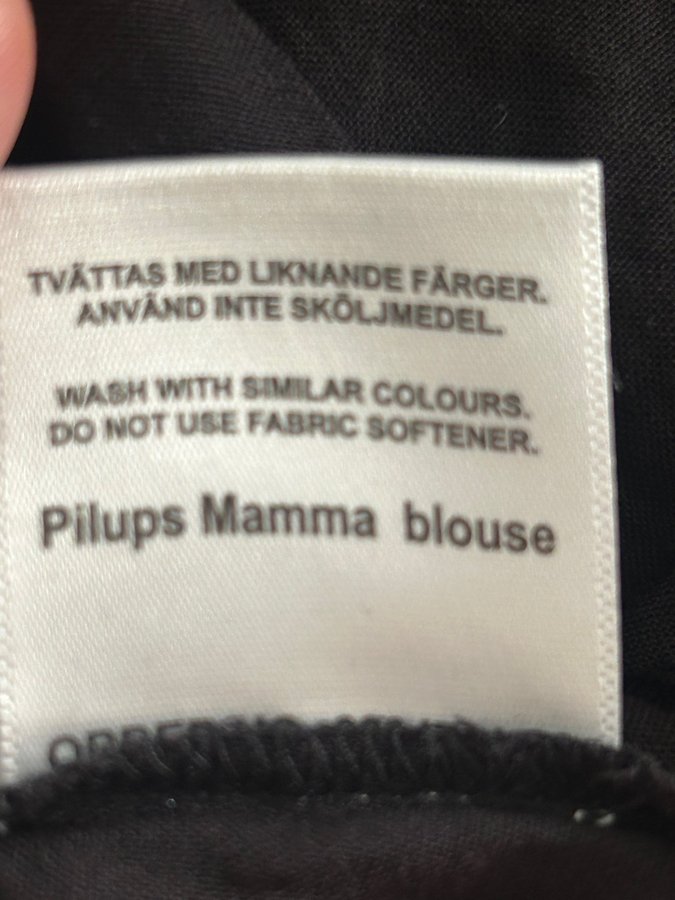 TVÄTTAS MED LIKNANDE FÄRGER.
ANVÄND INTE SKÖLJMEDEL.
WASH WITH SIMILAR COLOURS.
DO NOT USE FABRIC SOFTENER.
Pilups Mamma blouse